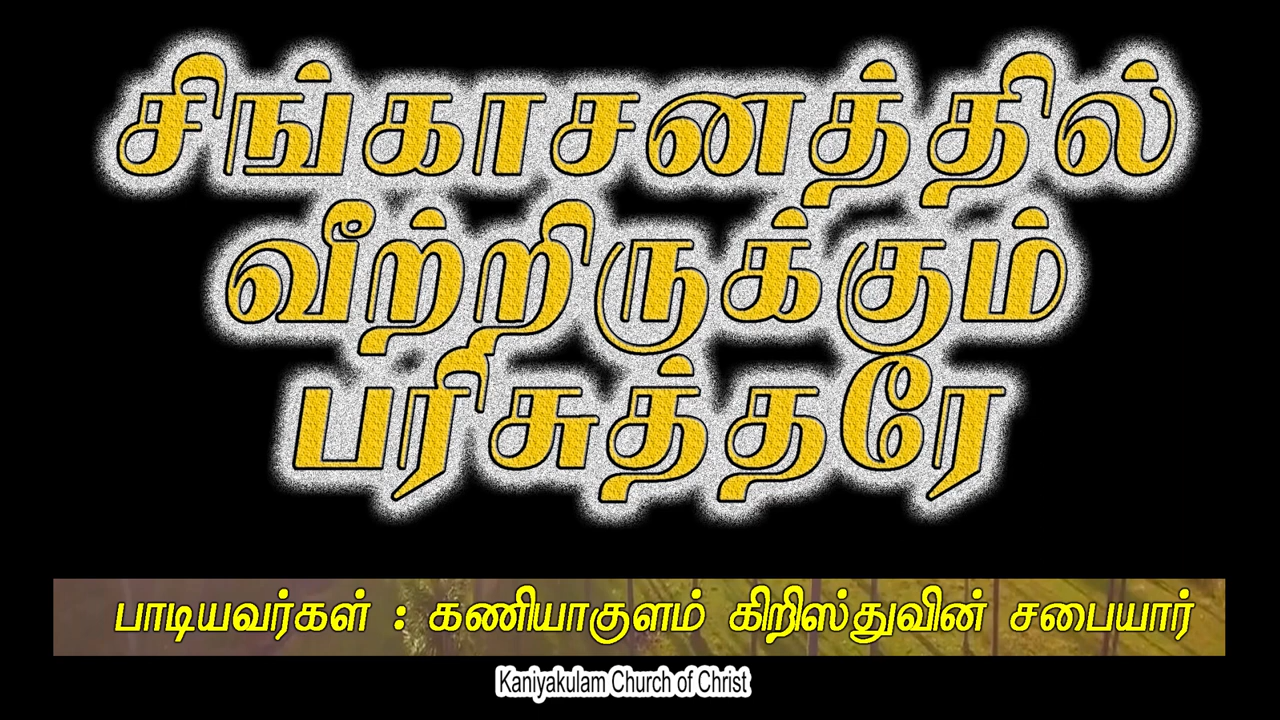 சிங்காசனத்தில்
வீற்றிருக்கும்
பரிசுத்தரே
பாடியவர்கள் : கணியாகுளம் கிறிஸ்துவின் சபையார்
Kaniyakulam Church of Christ